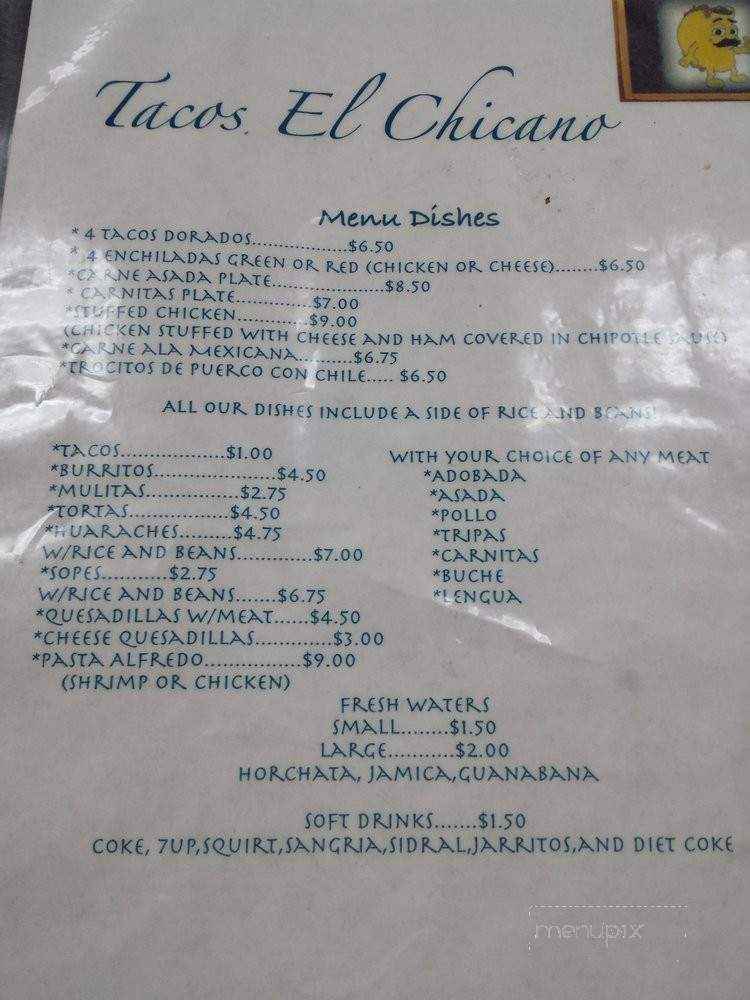 Tacos El Chicano
Menu Dishes
* 4 TACOS DORADOS..................$6.50
* 4 ENCHILADAS GREEN OR RED (CHICKEN OR CHEESE)........$6.50
*CARNE ASADA PLATE.....................$8.50
* CARNITAS PLATE..............$7.00
*STUFFED CHICKEN.............$9.00
(CHICKEN STUFFED WITH CHEESE AND HAM COVERED IN CHIPOTLE SAUSE)
*CARNE ALA MEXICANA..........$6.75
*TROCITOS DE PUERCO CON CHILE..... $6.50
ALL OUR DISHES INCLUDE A SIDE OF RICE AND BEANS!
*TACOS..................$1.00
*BURRITOS.......................$4.50
*MULITAS................$2.75
*TORTAS..................$4.50
*HUARACHES.........$4.75
W/RICE AND BEANS.............$7.00
*SOPES...........$2.75
W/RICE AND BEANS.......$6.75
*QUESADILLAS W/MEAT......$4.50
*CHEESE QUESADILLAS.............$3.00
*PASTA ALFREDO.................$9.00
(SHRIMP OR CHICKEN)
WITH YOUR CHOICE OF ANY MEAT
*ADOBADA
*ASADA
*POLLO
*TRIPAS
*CARNITAS
*BUCHE
*LENGUA
FRESH WATERS
SMALL........$1.50
LARGE...........$2.00
HORCHATA, JAMICA,GUANABANA
SOFT DRINKS.......$1.50
COKE, 7UP,SQUIRT,SANGRIA,SIDRAL,JARRITOS,AND DIET COKE
menupix